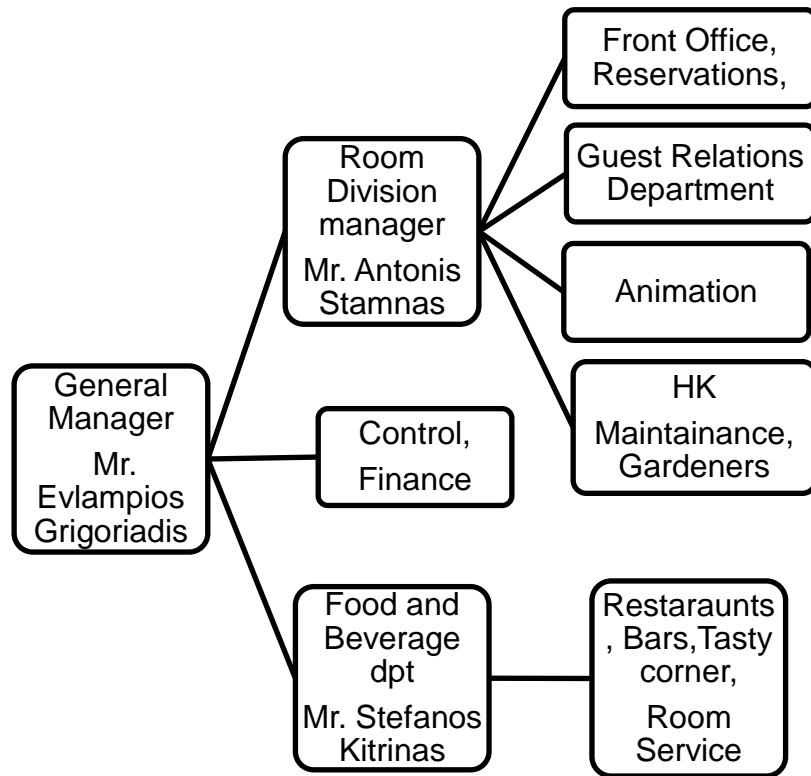 General
Manager
Mr.
Evlampios
Grigoriadis
Room
Division
manager
Mr. Antonis
Stamnas
Front Office,
Reservations,
Guest Relations
Department
Animation
HK
Maintainance,
Gardeners
Control,
Finance
Food and
Beverage
dpt
Mr. Stefanos
Kitrinas
Restaraunts
, Bars,Tasty
corner,
Room
Service